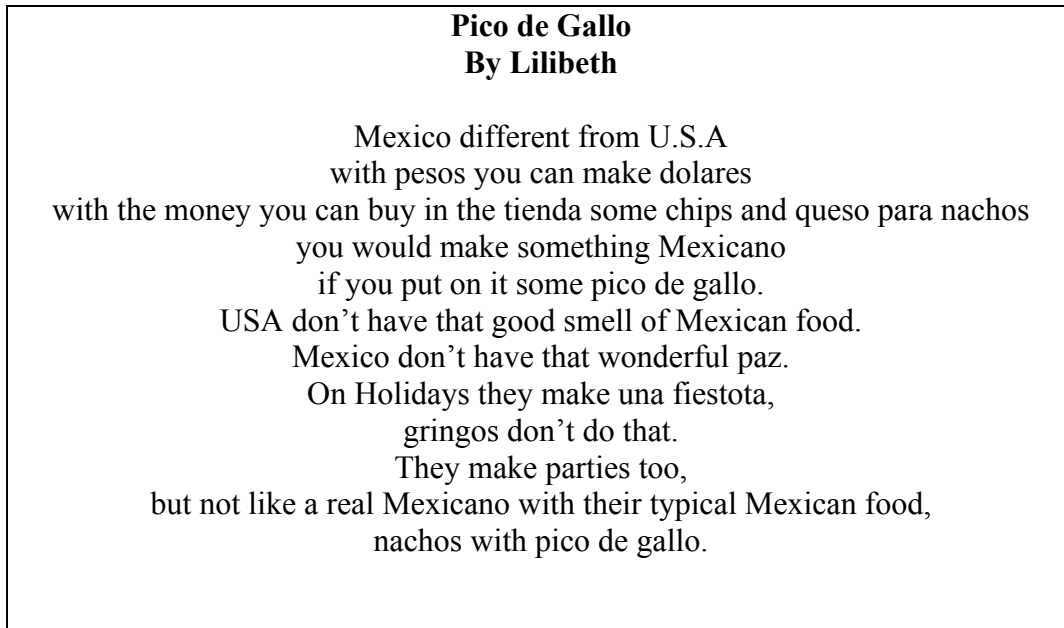 Pico de Gallo
By Lilibeth
Mexico different from U.S.A
with pesos you can make dolares
with the money you can buy in the tienda some chips and queso para nachos
you would make something Mexicano
if you put on it some pico de gallo.
USA don’t have that good smell of Mexican food.
Mexico don’t have that wonderful paz.
On Holidays they make una fiestota,
gringos don’t do that.
They make parties too,
but not like a real Mexicano with their typical Mexican food,
nachos with pico de gallo.